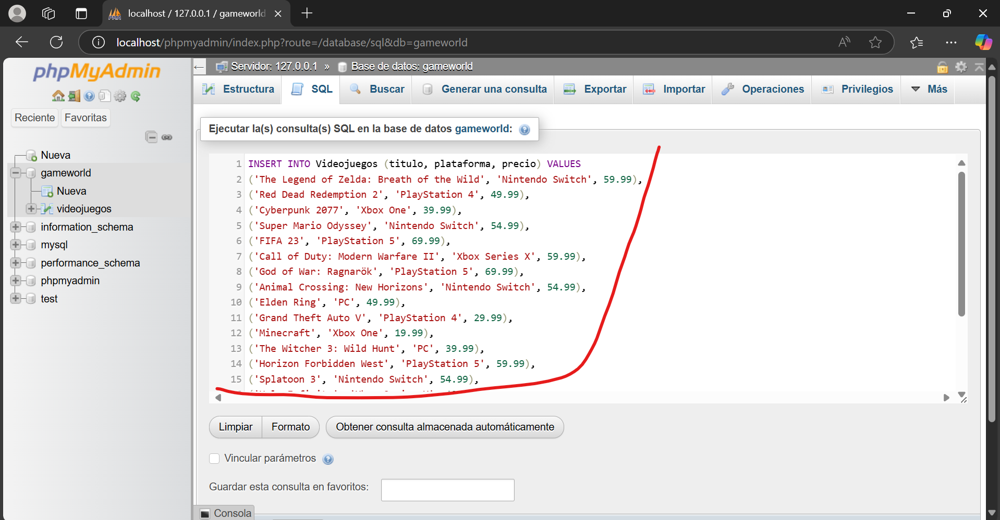 localhost / 127.0.0.1 / gameworld
localhost/phpmyadmin/index.php?route=/database/sql&db=gameworld
phpMyAdmin
Reciente
Favoritas
Nueva
gameworld
Nueva
videojuegos
information_schema
mysql
performance_schema
phpmyadmin
test
Servidor: 127.0.0.1 » Base de datos: gameworld
Estructura
SQL
Buscar
Generar una consulta
Exportar
Importar
Operaciones
Privilegios
Más
Ejecutar la(s) consulta(s) SQL en la base de datos gameworld:
1 INSERT INTO Videojuegos (titulo, plataforma, precio) VALUES
2 ('The Legend of Zelda: Breath of the Wild', 'Nintendo Switch', 59.99),
3 ('Red Dead Redemption 2', 'PlayStation 4', 49.99),
4 ('Cyberpunk 2077', 'Xbox One', 39.99),
5 ('Super Mario Odyssey', 'Nintendo Switch', 54.99),
6 ('FIFA 23', 'PlayStation 5', 69.99),
7 ('Call of Duty: Modern Warfare II', 'Xbox Series X', 59.99),
8 ('God of War: Ragnarök', 'PlayStation 5', 69.99),
9 ('Animal Crossing: New Horizons', 'Nintendo Switch', 54.99),
10 ('Elden Ring', 'PC', 49.99),
11 ('Grand Theft Auto V', 'PlayStation 4', 29.99),
12 ('Minecraft', 'Xbox One', 19.99),
13 ('The Witcher 3: Wild Hunt', 'PC', 39.99),
14 ('Horizon Forbidden West', 'PlayStation 5', 59.99),
15 ('Splatoon 3', 'Nintendo Switch', 54.99),
Limpiar
Formato
Obtener consulta almacenada automáticamente
Vincular parámetros
Guardar esta consulta en favoritos:
Consola